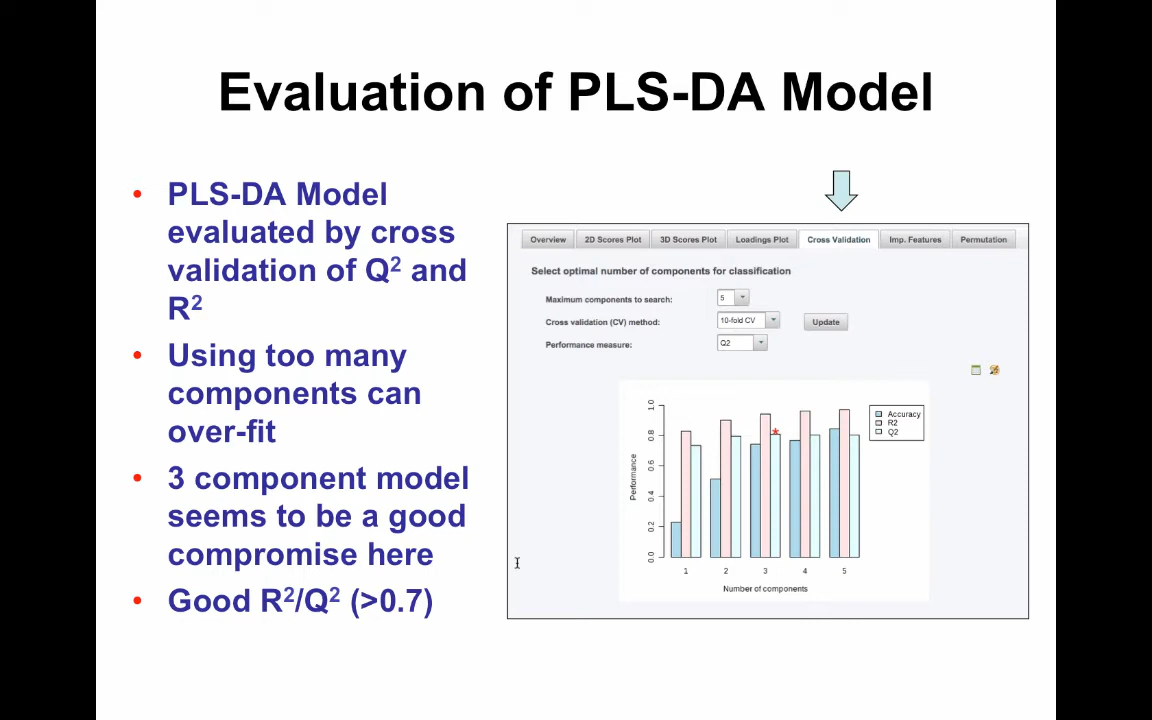 Evaluation of PLS-DA Model
• PLS-DA Model
evaluated by cross
validation of Q² and
R²
• Using too many
components can
over-fit
• 3 component model
seems to be a good
compromise here
• Good R²/Q² (>0.7)
Overview 2D Scores Plot 3D Scores Plot Loadings Plot Cross Validation Imp. Features Permutation
Select optimal number of components for classification
Maximum components to search: 5
Cross validation (CV) method: 10-fold CV Update
Performance measure: Q2
Accuracy
R2
Q2
*
Performance
1.0
0.8
0.6
0.4
0.2
0.0
1 2 3 4 5
Number of components